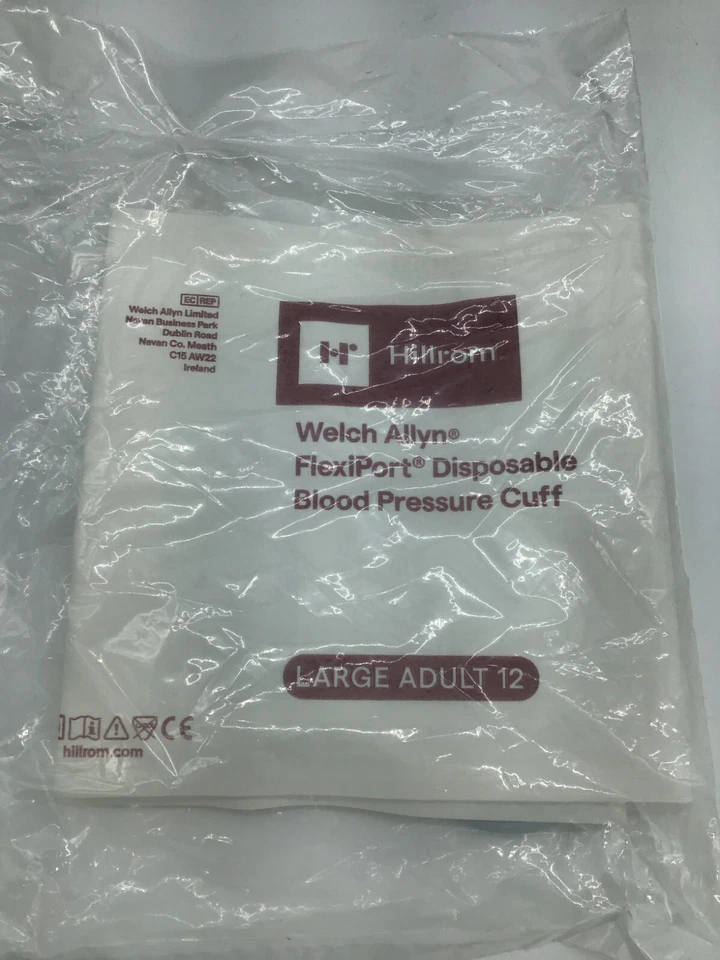 EC REP
Welch Allyn Limited
Navan Business Park
Dublin Road
Navan Co. Meath
C15 AW22
Ireland
Hillrom
Welch Allyn®
FlexiPort® Disposable
Blood Pressure Cuff
LARGE ADULT 12
CE
hillrom.com